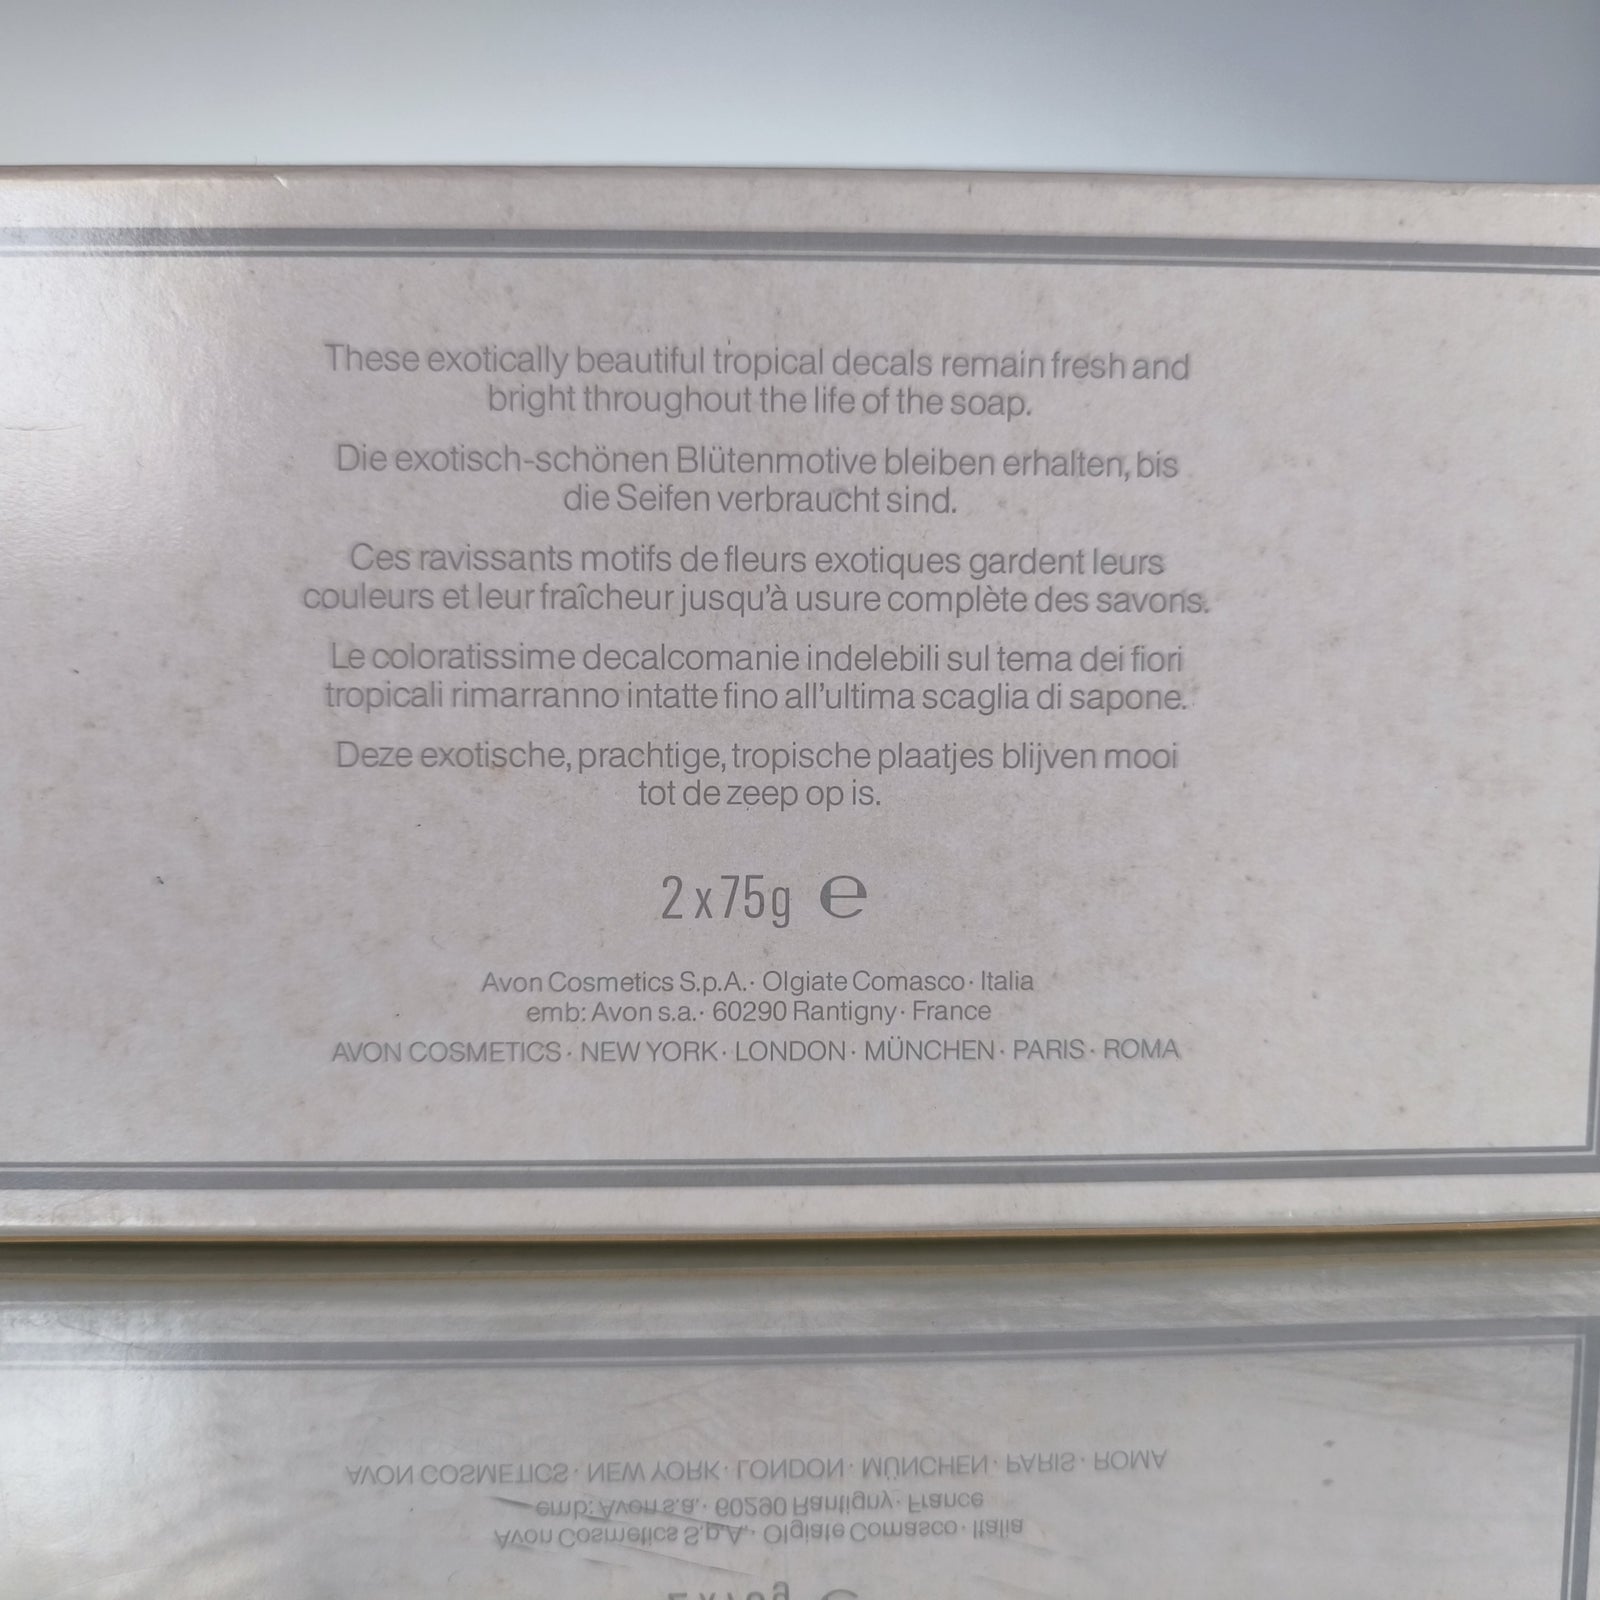 These exotically beautiful tropical decals remain fresh and
bright throughout the life of the soap.
Die exotisch-schönen Blütenmotive bleiben erhalten, bis
die Seifen verbraucht sind.
Ces ravissants motifs de fleurs exotiques gardent leurs
couleurs et leur fraîcheur jusqu'à usure complète des savons.
Le coloratissime decalcomanie indelebili sul tema dei fiori
tropicali rimarranno intatte fino all'ultima scaglia di sapone.
Deze exotische, prachtige, tropische plaatjes blijven mooi
tot de zeep op is.
2 x 75g ℮
Avon Cosmetics S.p.A. · Olgiate Comasco · Italia
emb: Avon s.a. · 60290 Rantigny · France
AVON COSMETICS · NEW YORK · LONDON · MÜNCHEN · PARIS · ROMA